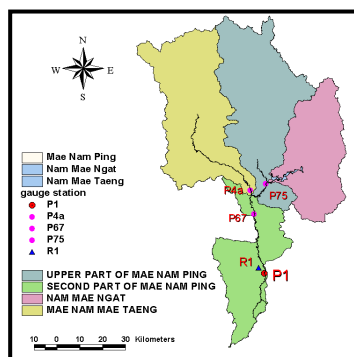 N
W E
S
P4a
P75
P67
R1
P1
Mae Nam Ping
Nam Mae Ngat
Nam Mae Taeng
gauge station
P1
P4a
P67
P75
R1
UPPER PART OF MAE NAM PING
SECOND PART OF MAE NAM PING
NAM MAE NGAT
MAE NAM MAE TAENG
10 0 10 20 30 Kilometers